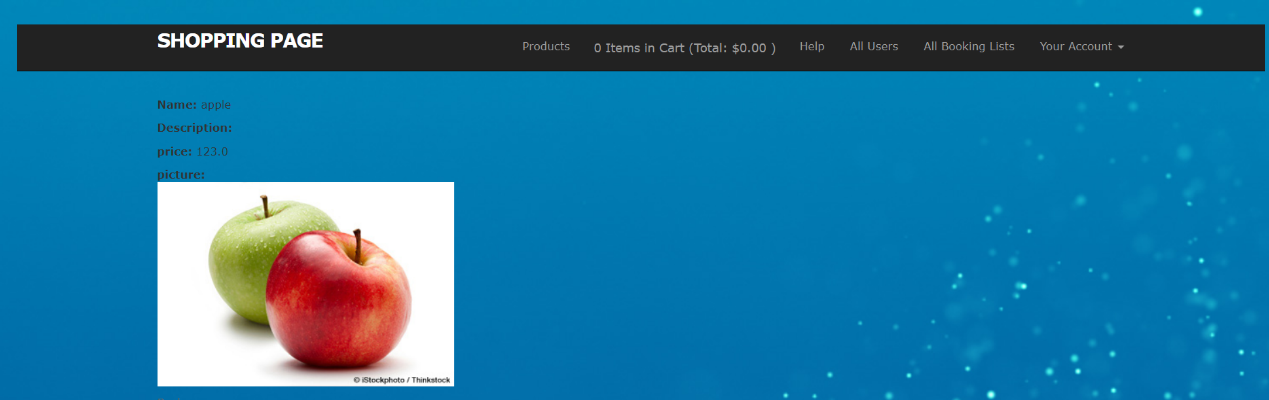 SHOPPING PAGE
Products 0 Items in Cart (Total: $0.00 ) Help All Users All Booking Lists Your Account
Name: apple
Description:
price: 123.0
picture:
© iStockphoto / Thinkstock